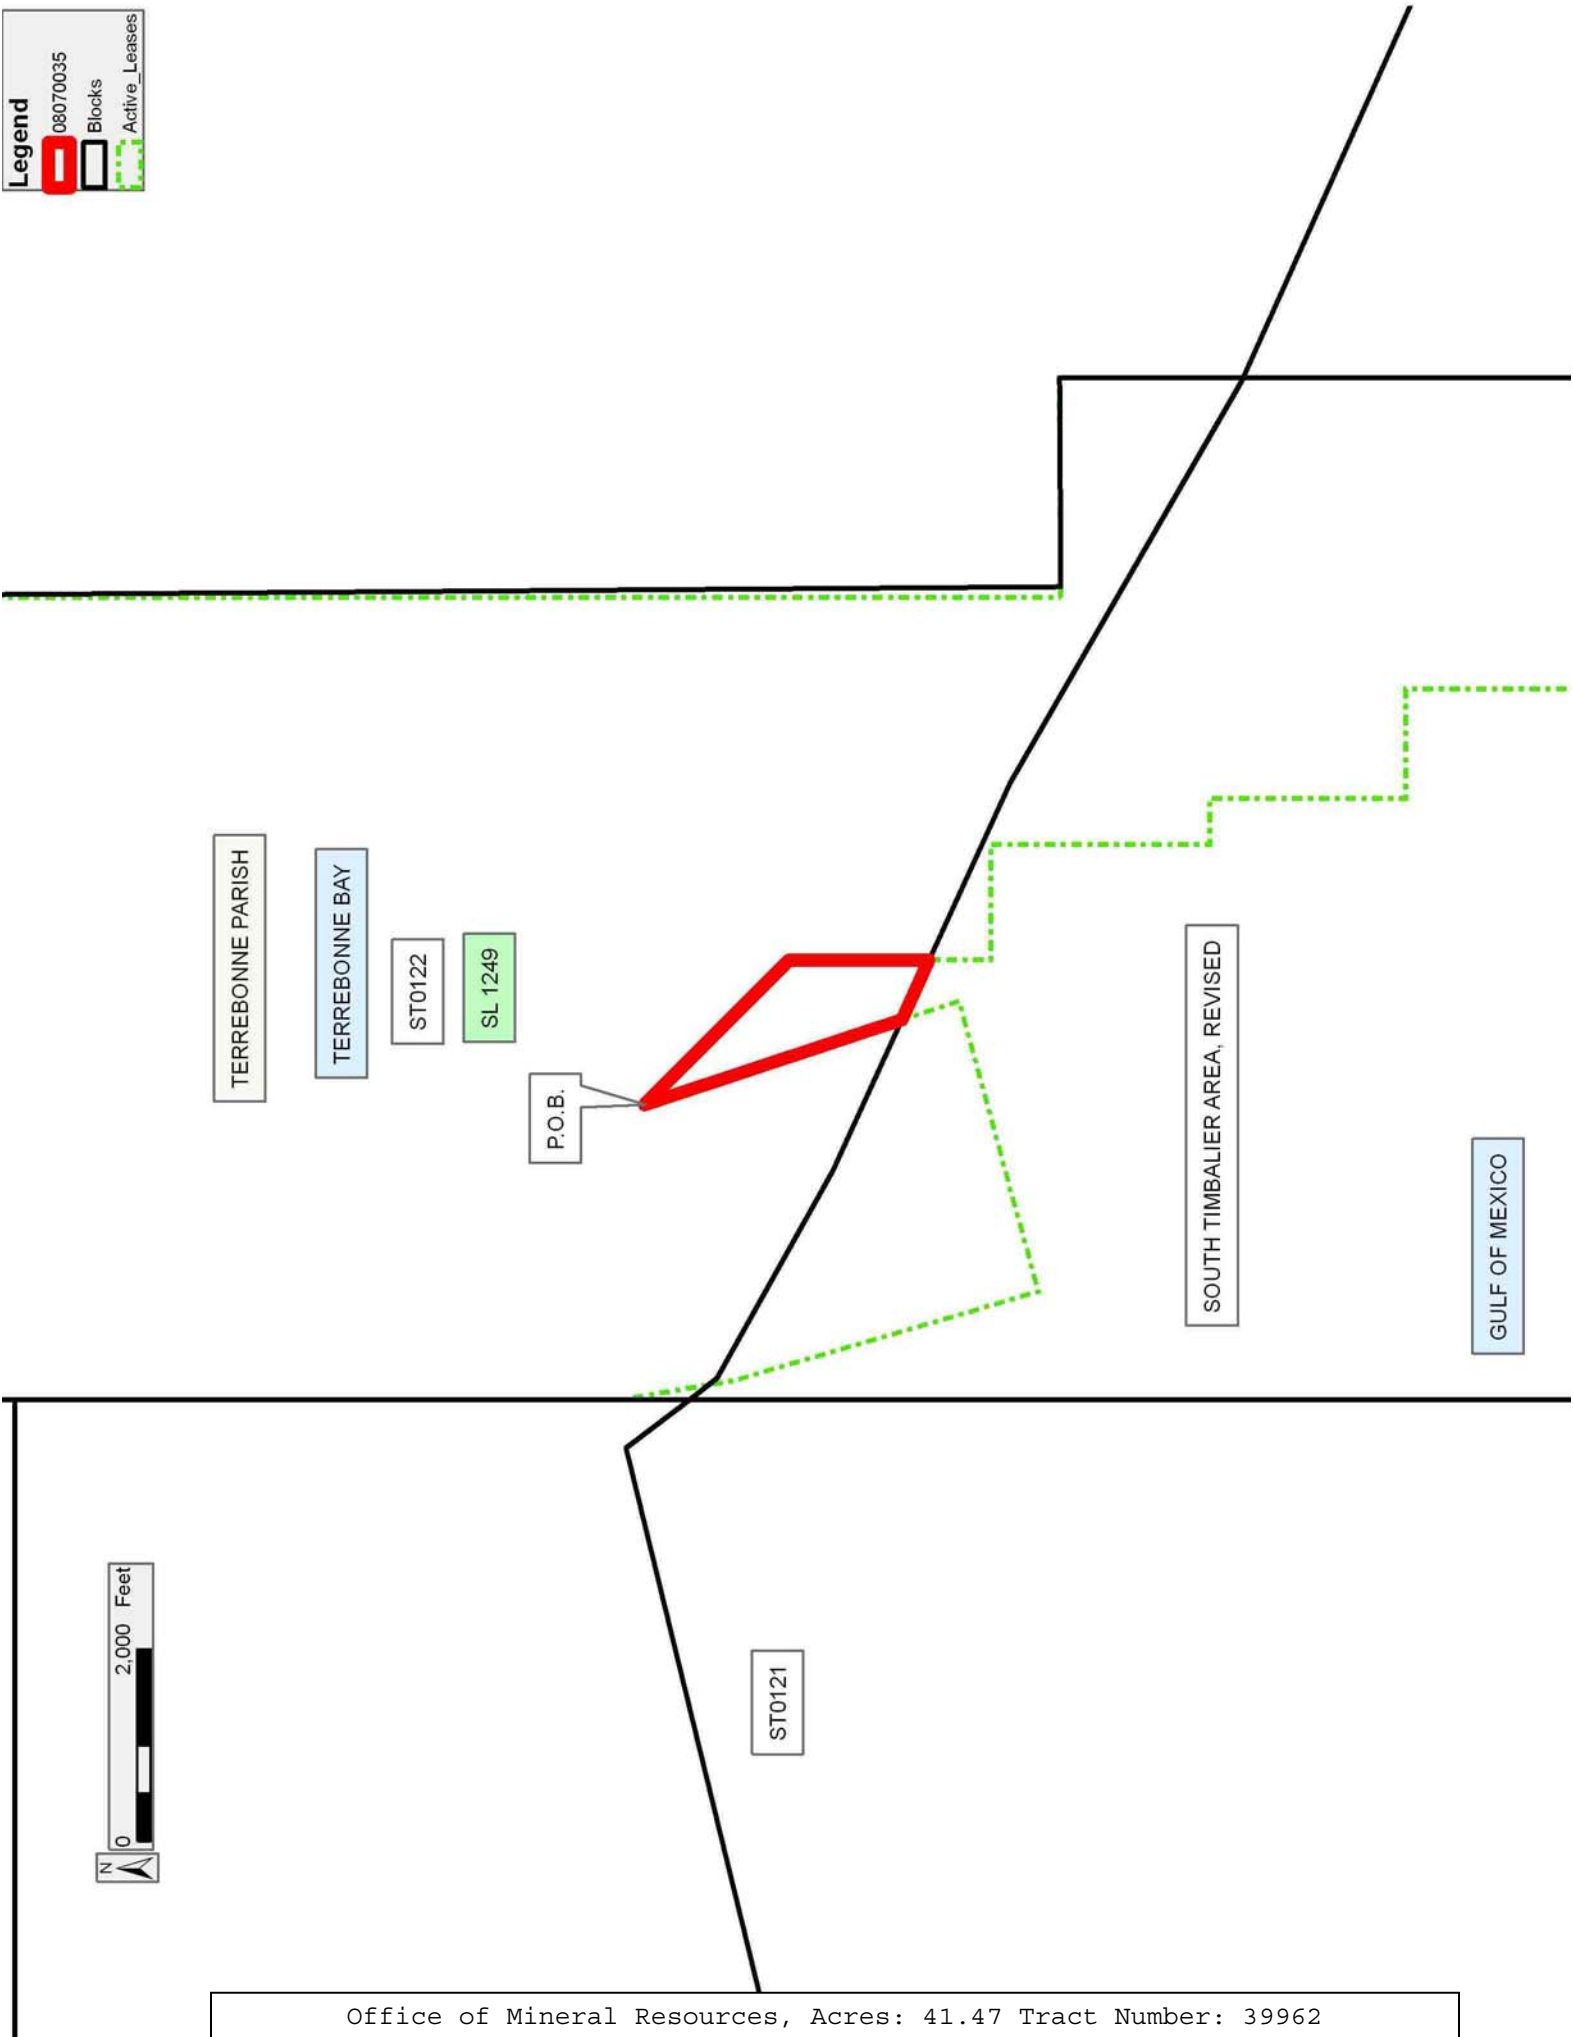 Legend
08070035
Blocks
Active_Leases
TERREBONNE PARISH
TERREBONNE BAY
ST0122
SL 1249
P.O.B.
SOUTH TIMBALIER AREA, REVISED
GULF OF MEXICO
N
0 2,000 Feet
ST0121
Office of Mineral Resources, Acres: 41.47 Tract Number: 39962